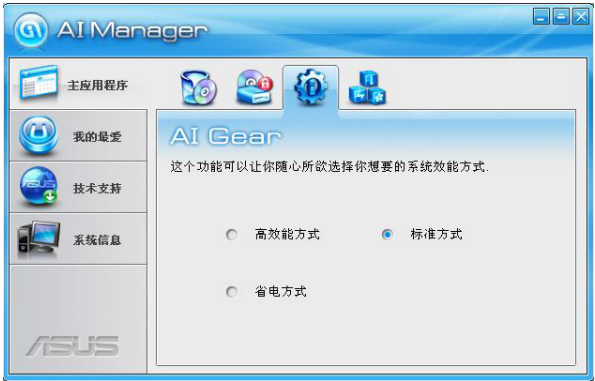 AI Manager
主应用程序
我的最爱
技术支持
系统信息
ASUS
AI Gear
这个功能可以让你随心所欲选择你想要的系统效能方式.
高效能方式
标准方式
省电方式